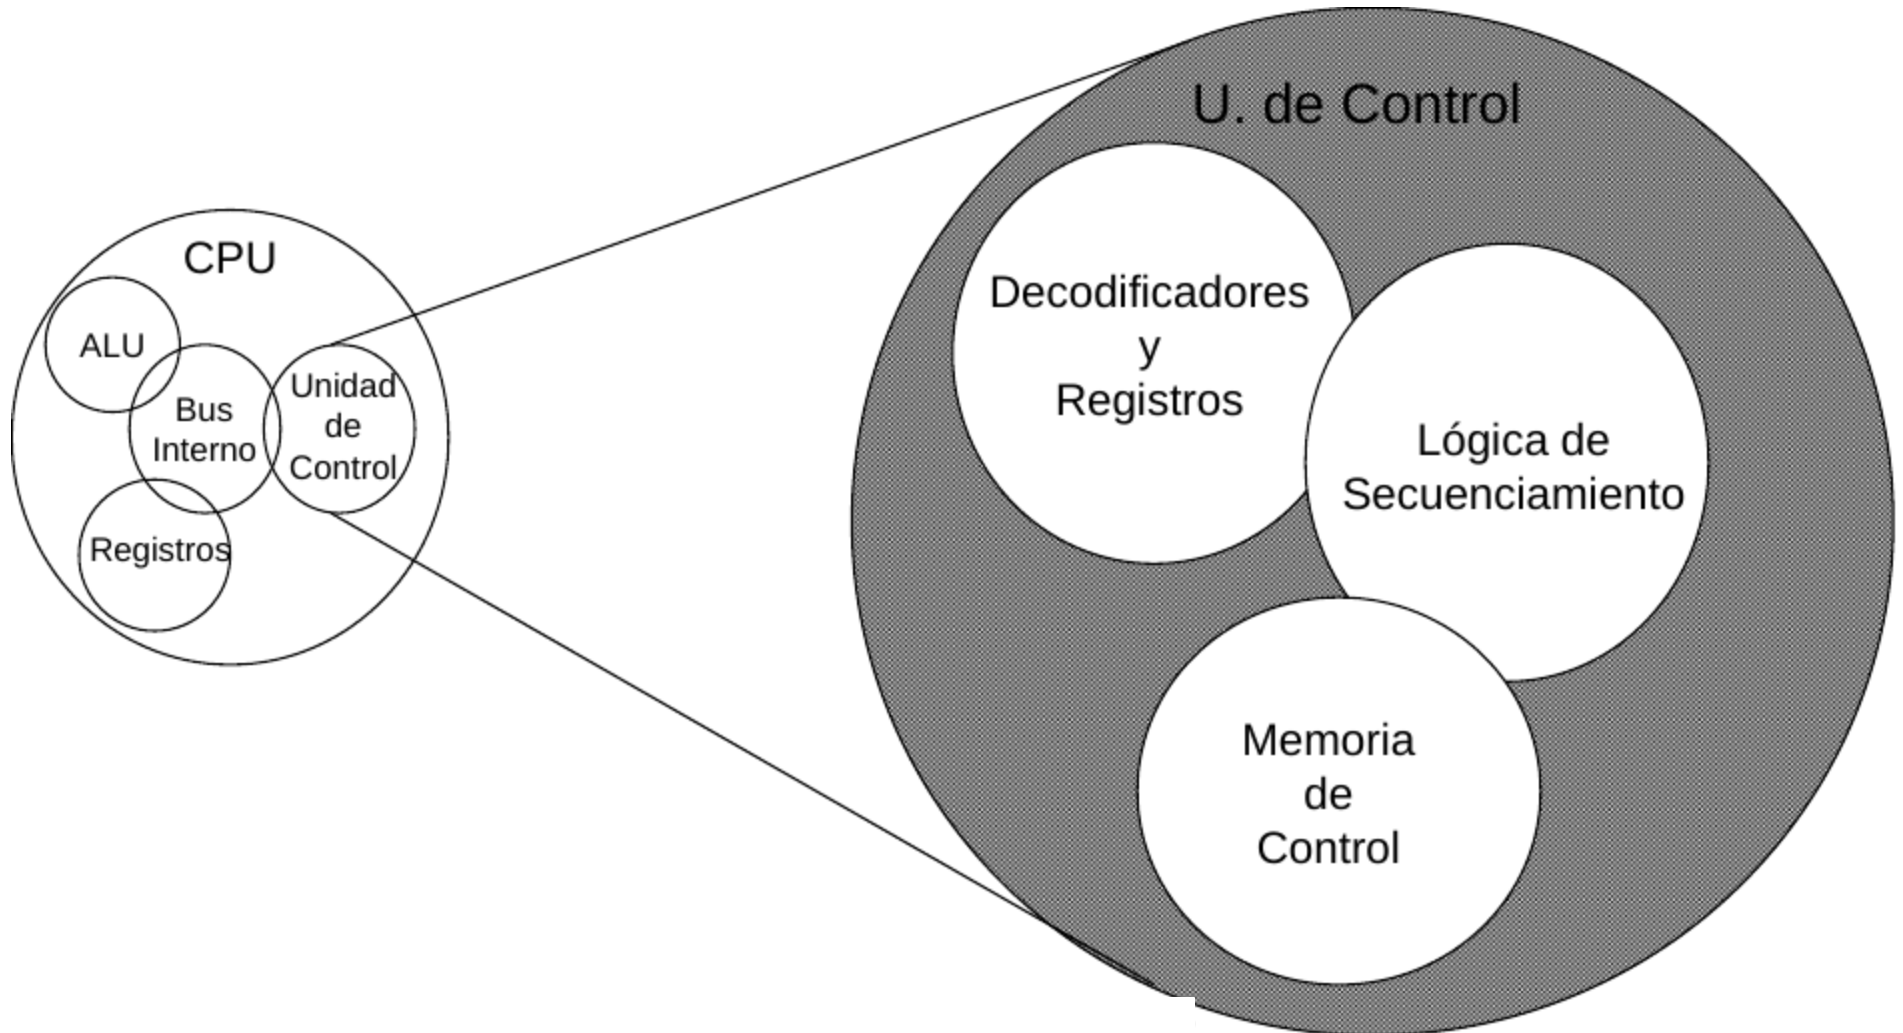 CPU
ALU
Bus
Interno
Unidad
de
Control
Registros
U. de Control
Decodificadores
y
Registros
Lógica de
Secuenciamiento
Memoria
de
Control